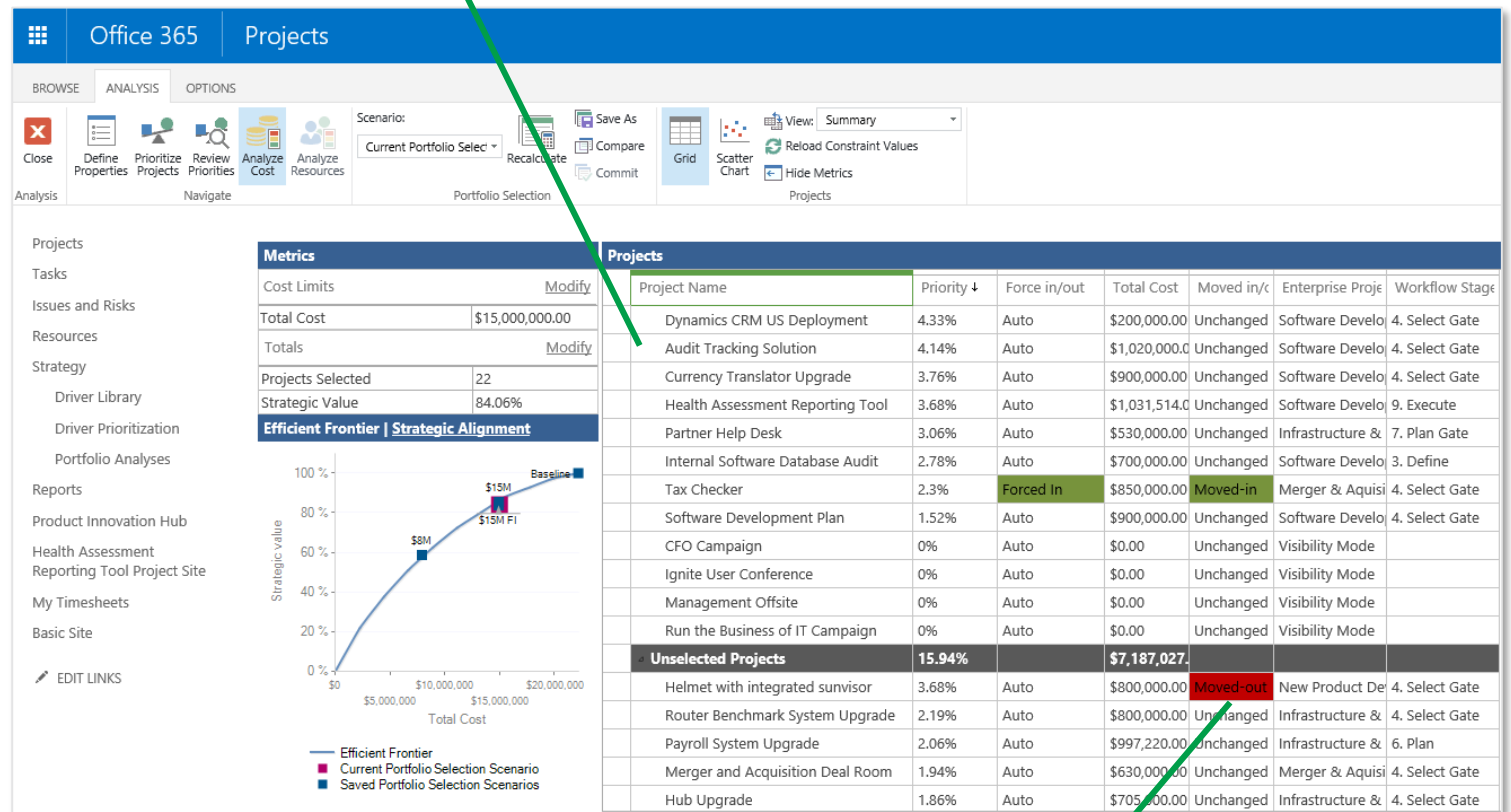 Office 365 Projects
BROWSE ANALYSIS OPTIONS
Close
Define Properties
Prioritize Projects
Review Priorities
Analyze Cost
Analyze Resources
Scenario:
Current Portfolio Selec
Recalculate
Save As
Compare
Commit
Grid
Scatter Chart
View: Summary
Reload Constraint Values
Hide Metrics
Analysis Navigate Portfolio Selection Projects
Projects
Tasks
Issues and Risks
Resources
Strategy
Driver Library
Driver Prioritization
Portfolio Analyses
Reports
Product Innovation Hub
Health Assessment
Reporting Tool Project Site
My Timesheets
Basic Site
EDIT LINKS
Metrics
Cost Limits Modify
Total Cost $15,000,000.00
Totals Modify
Projects Selected 22
Strategic Value 84.06%
Efficient Frontier | Strategic Alignment
100 %
80 %
60 %
40 %
20 %
0 %
Strategic value
Baseline
$15M
$15M FI
$8M
$0 $10,000,000 $20,000,000
$5,000,000 $15,000,000
Total Cost
Efficient Frontier
Current Portfolio Selection Scenario
Saved Portfolio Selection Scenarios
Projects
Project Name Priority Force in/out Total Cost Moved in/o Enterprise Proje Workflow Stage
Dynamics CRM US Deployment 4.33% Auto $200,000.00 Unchanged Software Develo 4. Select Gate
Audit Tracking Solution 4.14% Auto $1,020,000.0 Unchanged Software Develo 4. Select Gate
Currency Translator Upgrade 3.76% Auto $900,000.00 Unchanged Software Develo 4. Select Gate
Health Assessment Reporting Tool 3.68% Auto $1,031,514.0 Unchanged Software Develo 9. Execute
Partner Help Desk 3.06% Auto $530,000.00 Unchanged Infrastructure & 7. Plan Gate
Internal Software Database Audit 2.78% Auto $700,000.00 Unchanged Software Develo 3. Define
Tax Checker 2.3% Forced In $850,000.00 Moved-in Merger & Aquisi 4. Select Gate
Software Development Plan 1.52% Auto $900,000.00 Unchanged Software Develo 4. Select Gate
CFO Campaign 0% Auto $0.00 Unchanged Visibility Mode
Ignite User Conference 0% Auto $0.00 Unchanged Visibility Mode
Management Offsite 0% Auto $0.00 Unchanged Visibility Mode
Run the Business of IT Campaign 0% Auto $0.00 Unchanged Visibility Mode
Unselected Projects 15.94% $7,187,027.
Helmet with integrated sunvisor 3.68% Auto $800,000.00 Moved-out New Product De 4. Select Gate
Router Benchmark System Upgrade 2.19% Auto $800,000.00 Unchanged Infrastructure & 4. Select Gate
Payroll System Upgrade 2.06% Auto $997,220.00 Unchanged Infrastructure & 6. Plan
Merger and Acquisition Deal Room 1.94% Auto $630,000.00 Unchanged Merger & Aquisi 4. Select Gate
Hub Upgrade 1.86% Auto $705,000.00 Unchanged Infrastructure & 4. Select Gate